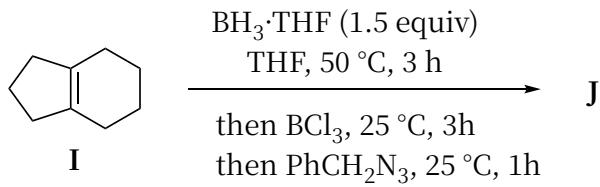 BH₃·THF (1.5 equiv)
THF, 50 °C, 3 h
J
then BCl₃, 25 °C, 3h
I
then PhCH₂N₃, 25 °C, 1h